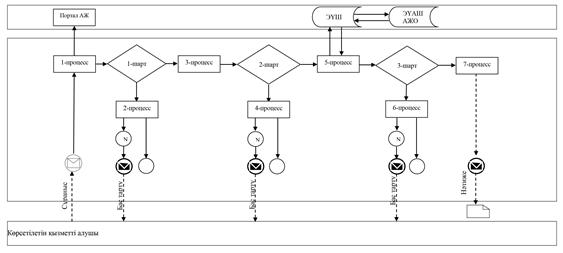 Портал АЖ
ЭҮШ
ЭҮАШ
АЖО
1-процесс
1-шарт
3-процесс
2-шарт
5-процесс
3-шарт
7-процесс
2-процесс
4-процесс
6-процесс
N
N
N
Сұраныс
Бас тарту
Бас тарту
Бас тарту
Нәтиже
Көрсетілетін қызметті алушы